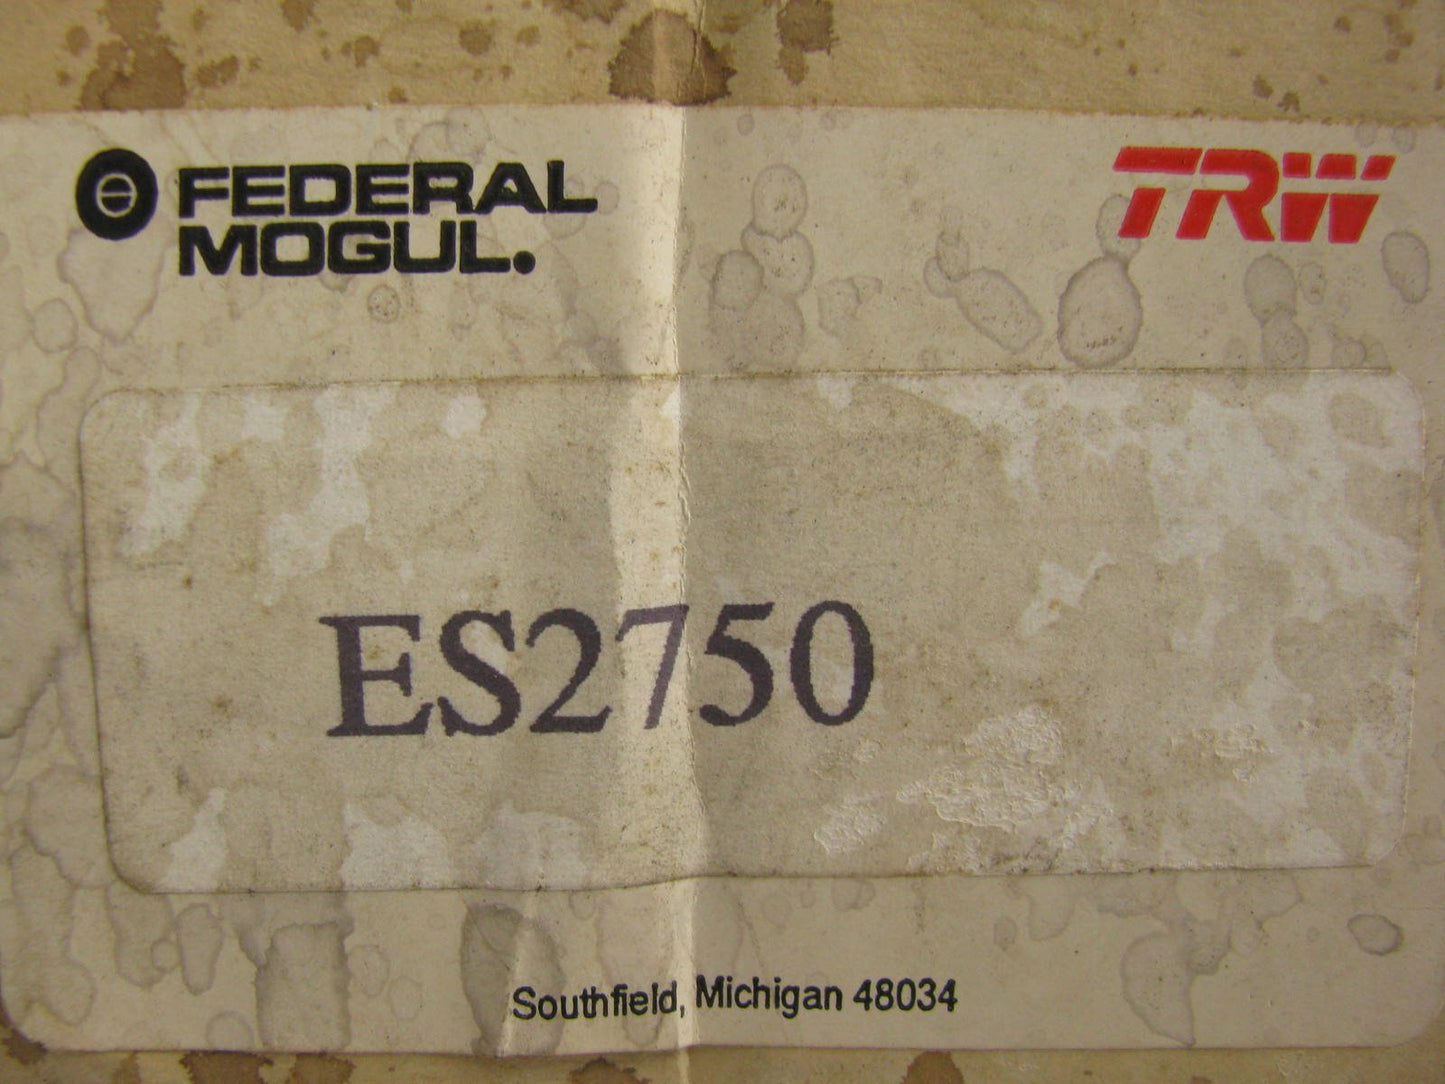 FEDERAL
MOGUL.
TRW
ES2750
Southfield, Michigan 48034